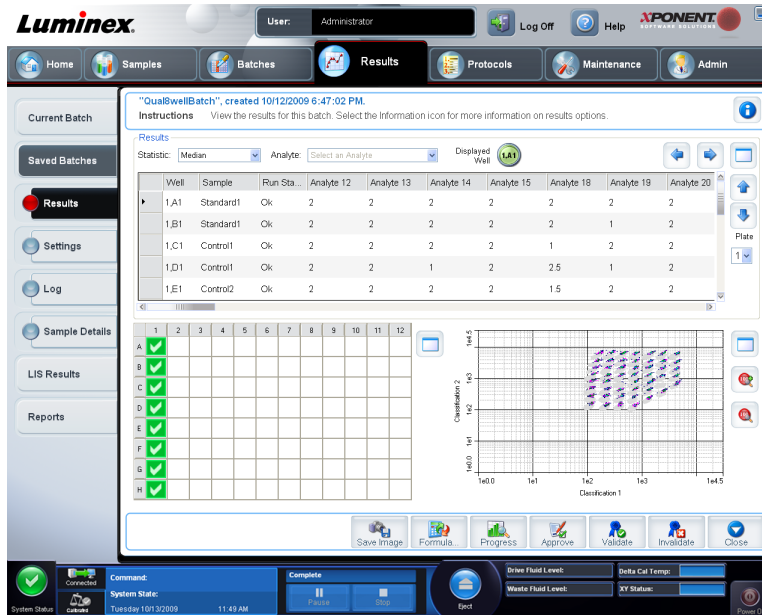 Luminex.
User: Administrator
Log Off
Help
XPONENT.
SOFTWARE SOLUTIONS
Home
Samples
Batches
Results
Protocols
Maintenance
Admin
Current Batch
Saved Batches
Results
Settings
Log
Sample Details
LIS Results
Reports
"Qual8wellBatch", created 10/12/2009 6:47:02 PM.
Instructions View the results for this batch. Select the Information icon for more information on results options.
Results
Statistic: Median Analyte: Select an Analyte Displayed Well 1,A1
Well Sample Run Sta... Analyte 12 Analyte 13 Analyte 14 Analyte 15 Analyte 18 Analyte 19 Analyte 20
1,A1 Standard1 Ok 2 2 2 2 2 2 2
1,B1 Standard1 Ok 2 2 2 2 2 1 2
1,C1 Control1 Ok 2 2 2 2 1 2 2
1,D1 Control1 Ok 2 2 1 2 2.5 1 2
1,E1 Control2 Ok 2 2 2 2 1.5 2 2
Plate
1
1 2 3 4 5 6 7 8 9 10 11 12
A
B
C
D
E
F
G
H
Classification 2
1e4.5
1e3
1e2
1e1
1e0.0
1e0.0 1e1 1e2 1e3 1e4.5
Classification 1
Save Image
Formula...
Progress
Approve
Validate
Invalidate
Close
System Status
Connected
Calibrated
Command:
System State:
Tuesday 10/13/2009 11:49 AM
Complete
Pause
Stop
Eject
Drive Fluid Level:
Waste Fluid Level:
Delta Cal Temp:
XY Status: